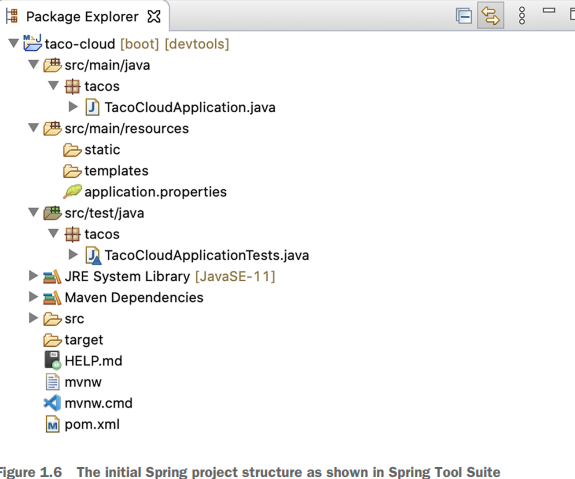 Package Explorer
taco-cloud [boot] [devtools]
src/main/java
tacos
TacoCloudApplication.java
src/main/resources
static
templates
application.properties
src/test/java
tacos
TacoCloudApplicationTests.java
JRE System Library [JavaSE-11]
Maven Dependencies
src
target
HELP.md
mvnw
mvnw.cmd
pom.xml
Figure 1.6 The initial Spring project structure as shown in Spring Tool Suite